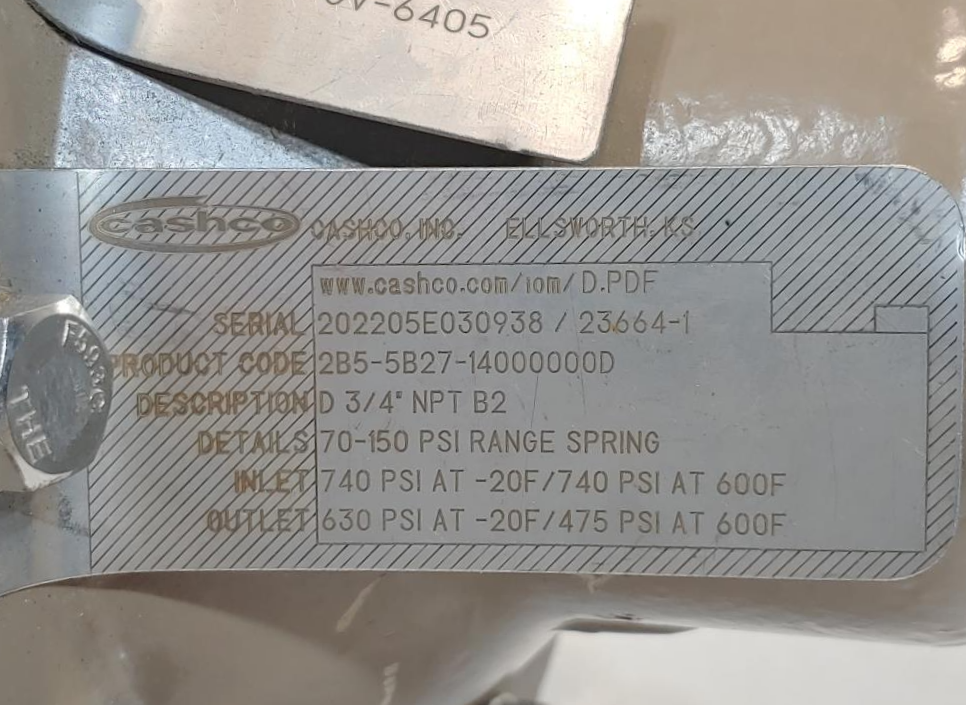 V-6405
cashco CASHCO, INC. ELLSWORTH, KS.
www.cashco.com/iom/D.PDF
SERIAL 202205E030938 / 23664-1
PRODUCT CODE 2B5-5B27-14000000D
DESCRIPTION D 3/4" NPT B2
DETAILS 70-150 PSI RANGE SPRING
INLET 740 PSI AT -20F/740 PSI AT 600F
OUTLET 630 PSI AT -20F/475 PSI AT 600F
F593C
THE